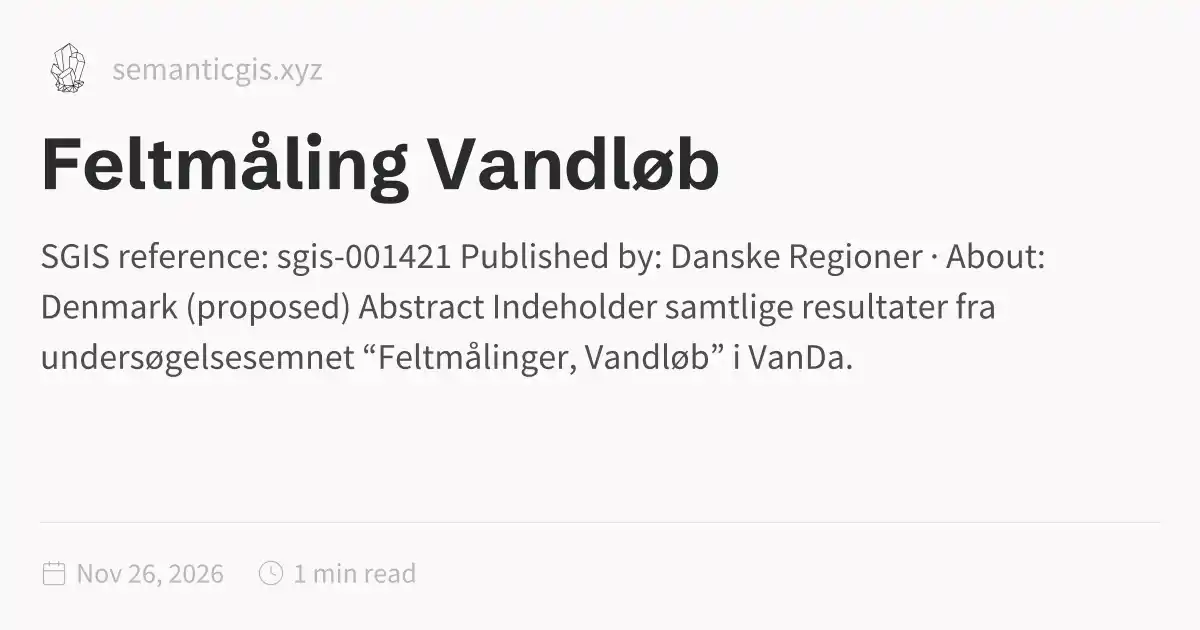 semanticgis.xyz
Feltmåling Vandløb
SGIS reference: sgis-001421 Published by: Danske Regioner · About:
Denmark (proposed) Abstract Indeholder samtlige resultater fra
undersøgelsesemnet “Feltmålinger, Vandløb” i VanDa.
Nov 26, 2026 1 min read